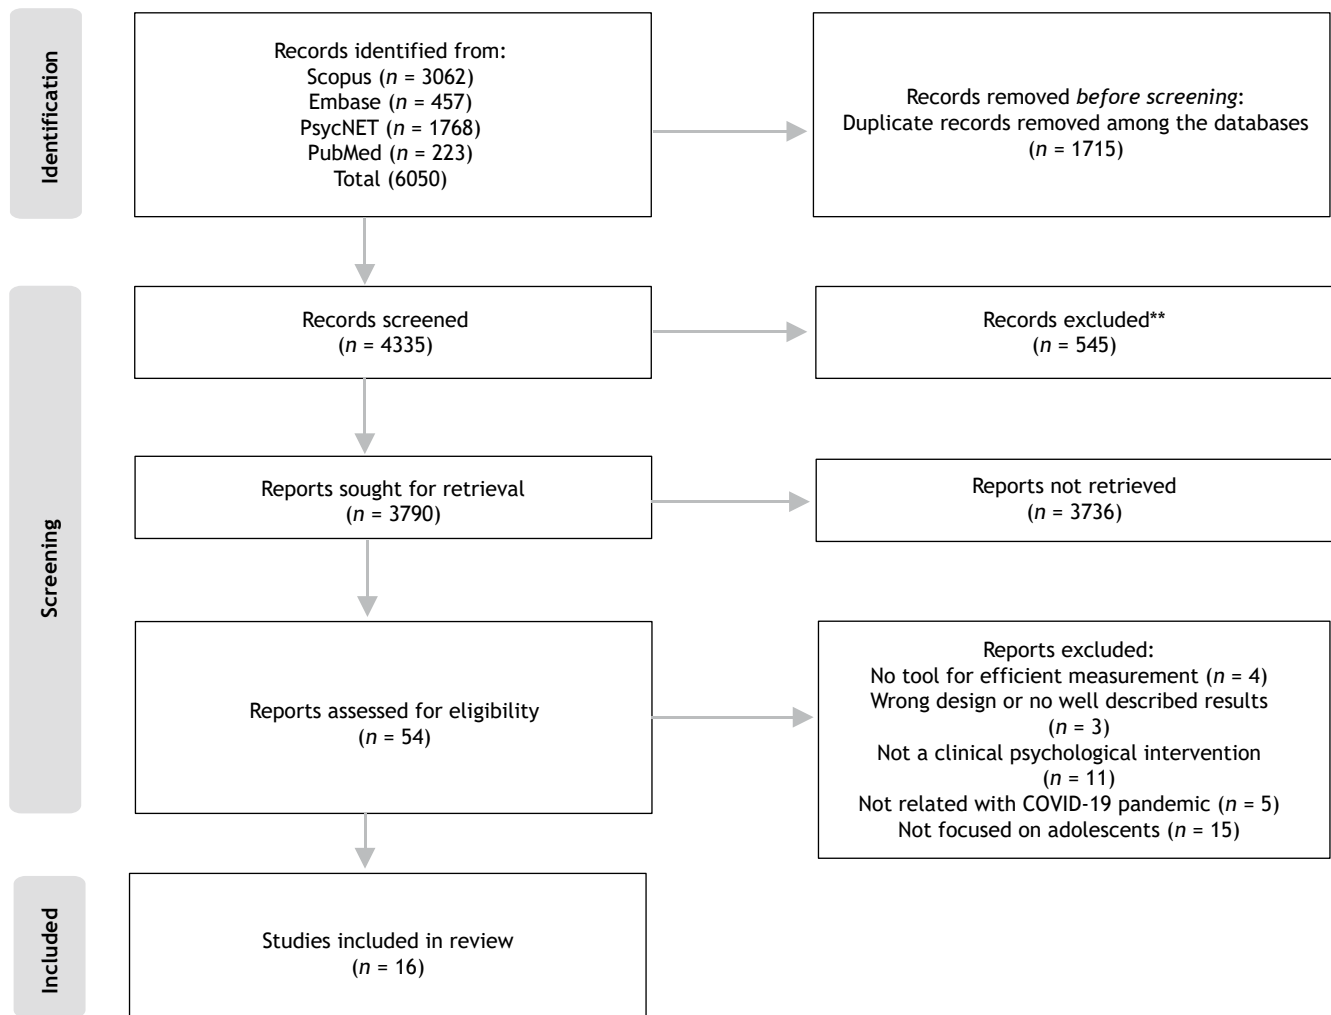 Identification
Records identified from:
Scopus (n = 3062)
Embase (n = 457)
PsycNET (n = 1768)
PubMed (n = 223)
Total (6050)
Records removed before screening:
Duplicate records removed among the databases
(n = 1715)
Screening
Records screened
(n = 4335)
Records excluded**
(n = 545)
Reports sought for retrieval
(n = 3790)
Reports not retrieved
(n = 3736)
Reports assessed for eligibility
(n = 54)
Reports excluded:
No tool for efficient measurement (n = 4)
Wrong design or no well described results
(n = 3)
Not a clinical psychological intervention
(n = 11)
Not related with COVID-19 pandemic (n = 5)
Not focused on adolescents (n = 15)
Included
Studies included in review
(n = 16)